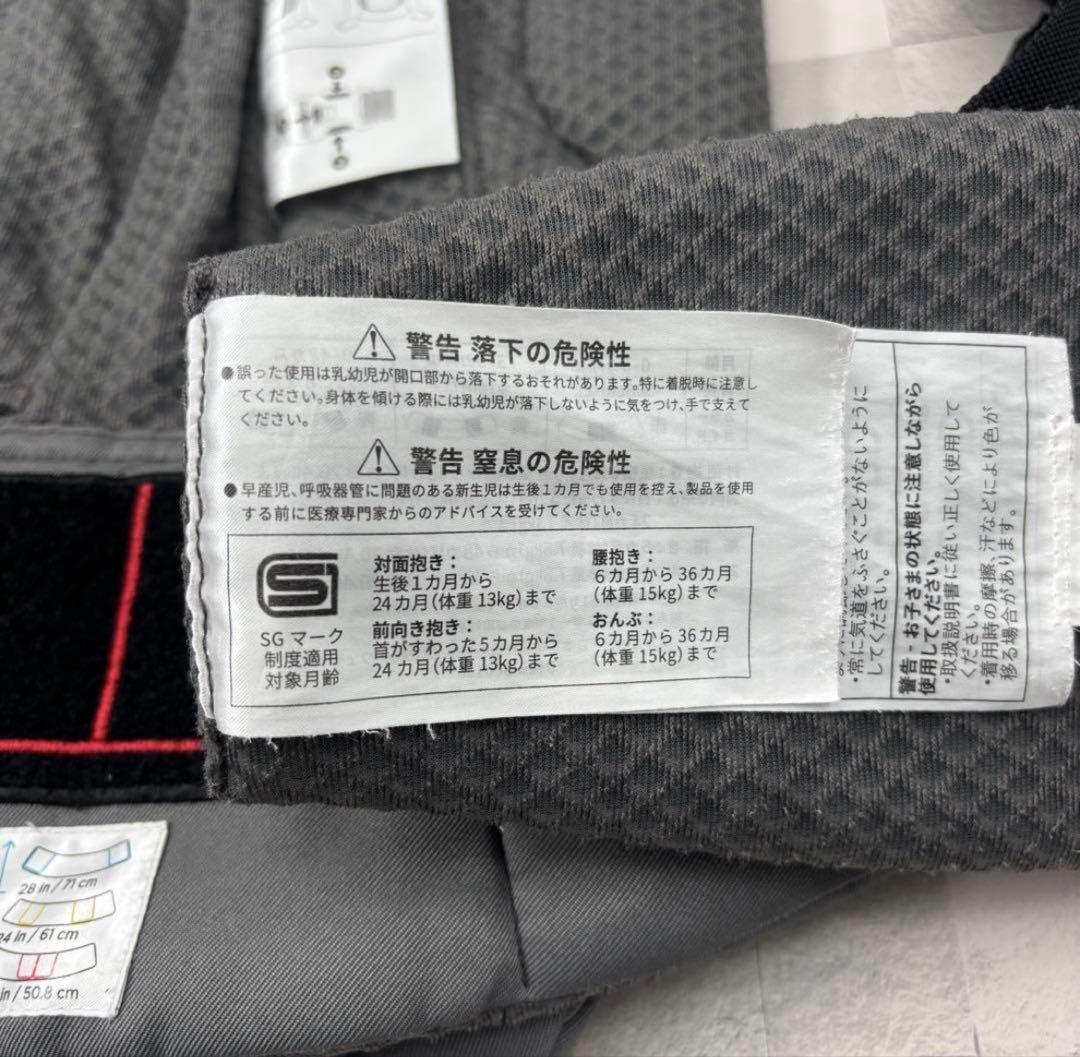 警告 落下の危険性
●誤った使用は乳幼児が開口部から落下するおそれがあります。特に着脱時に注意し
てください。身体を傾ける際には乳幼児が落下しないように気をつけ、手で支えて
ください。
警告 窒息の危険性
●早産児、呼吸器管に問題のある新生児は生後1カ月でも使用を控え、製品を使用
する前に医療専門家からのアドバイスを受けてください。
SG マーク
制度適用
対象月齢
対面抱き：
生後1カ月から
24カ月(体重 13kg)まで
前向き抱き：
首がすわった5カ月から
24カ月(体重 13kg)まで
腰抱き：
6カ月から 36カ月
(体重 15kg)まで
おんぶ：
6カ月から 36カ月
(体重 15kg)まで
・常に気道をふさぐことがないように
してください。
警告 - お子さまの状態に注意しながら
使用してください。
・取扱説明書に従い正しく使用して
ください。
・着用時の摩擦、汗などにより色が
移る場合があります。
28 in / 71 cm
24 in / 61 cm
in / 50.8 cm